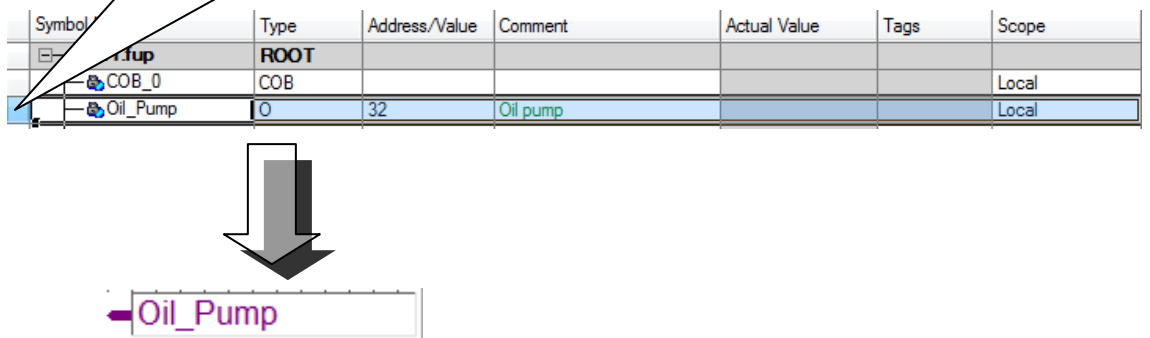 Symbol Type Address/Value Comment Actual Value Tags Scope
.fup ROOT
COB_0 COB Local
Oil_Pump O 32 Oil pump Local
Oil_Pump